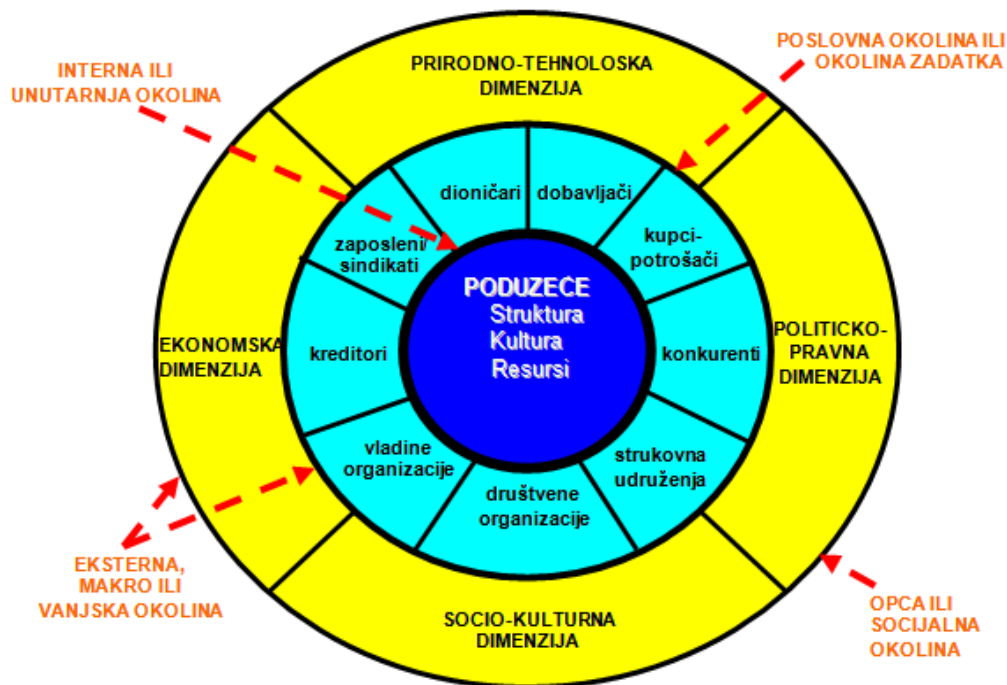 INTERNA ILI
UNUTARNJA OKOLINA
PRIRODNO-TEHNOLOSKA
DIMENZIJA
POSLOVNA OKOLINA ILI
OKOLINA ZADATKA
dioničari
dobavljači
zaposleni/
sindikati
kupci-
potrošači
PODUZEĆE
Struktura
Kultura
Resursi
EKONOMSKA
DIMENZIJA
kreditori
konkurenti
POLITICKO-
PRAVNA
DIMENZIJA
vladine
organizacije
društvene
organizacije
strukovna
udruženja
EKSTERNA,
MAKRO ILI
VANJSKA OKOLINA
SOCIO-KULTURNA
DIMENZIJA
OPCA ILI
SOCIJALNA
OKOLINA